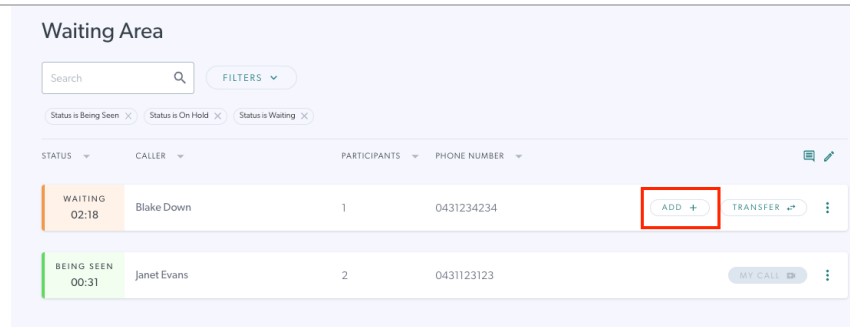 Waiting Area
Search
FILTERS
Status is Being Seen
Status is On Hold
Status is Waiting
STATUS CALLER PARTICIPANTS PHONE NUMBER
WAITING
02:18
Blake Down 1 0431234234 ADD + TRANSFER
BEING SEEN
00:31
Janet Evans 2 0431123123 MY CALL